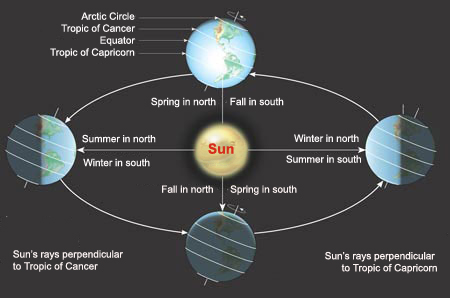 Arctic Circle
Tropic of Cancer
Equator
Tropic of Capricorn
Spring in north
Fall in south
Summer in north
Winter in south
Sun
Winter in north
Summer in south
Fall in north
Spring in south
Sun's rays perpendicular
to Tropic of Cancer
Sun's rays perpendicular
to Tropic of Capricorn